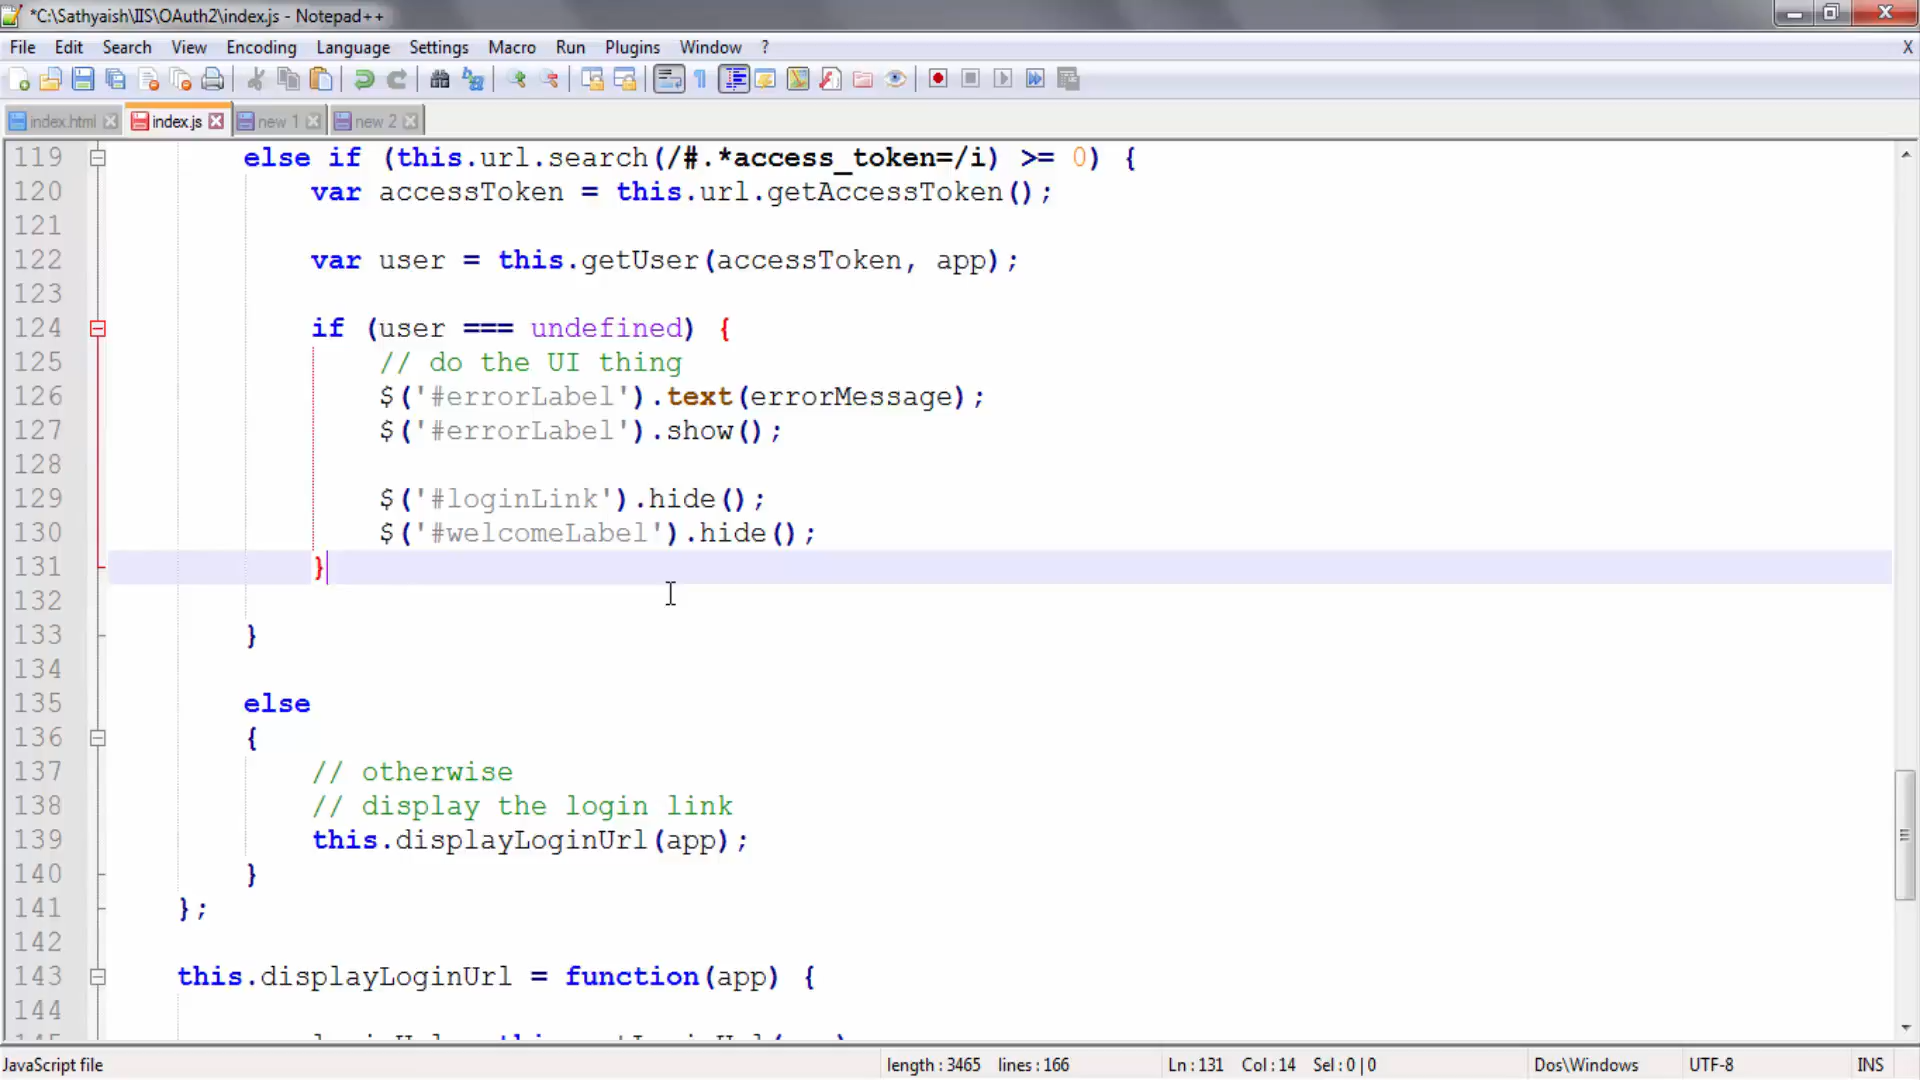 *C:\Sathyaish\IIS\OAuth2\index.js - Notepad++
File Edit Search View Encoding Language Settings Macro Run Plugins Window ? X
index.html index.js new 1 new 2
119 else if (this.url.search(/#.*access_token=/i) >= 0) {
120 var accessToken = this.url.getAccessToken();
121
122 var user = this.getUser(accessToken, app);
123
124 if (user === undefined) {
125 // do the UI thing
126 $('#errorLabel').text(errorMessage);
127 $('#errorLabel').show();
128
129 $('#loginLink').hide();
130 $('#welcomeLabel').hide();
131 }
132
133 }
134
135 else
136 {
137 // otherwise
138 // display the login link
139 this.displayLoginUrl(app);
140 }
141 };
142
143 this.displayLoginUrl = function(app) {
144
JavaScript file length : 3465 lines : 166 Ln : 131 Col : 14 Sel : 0 | 0 Dos\Windows UTF-8 INS